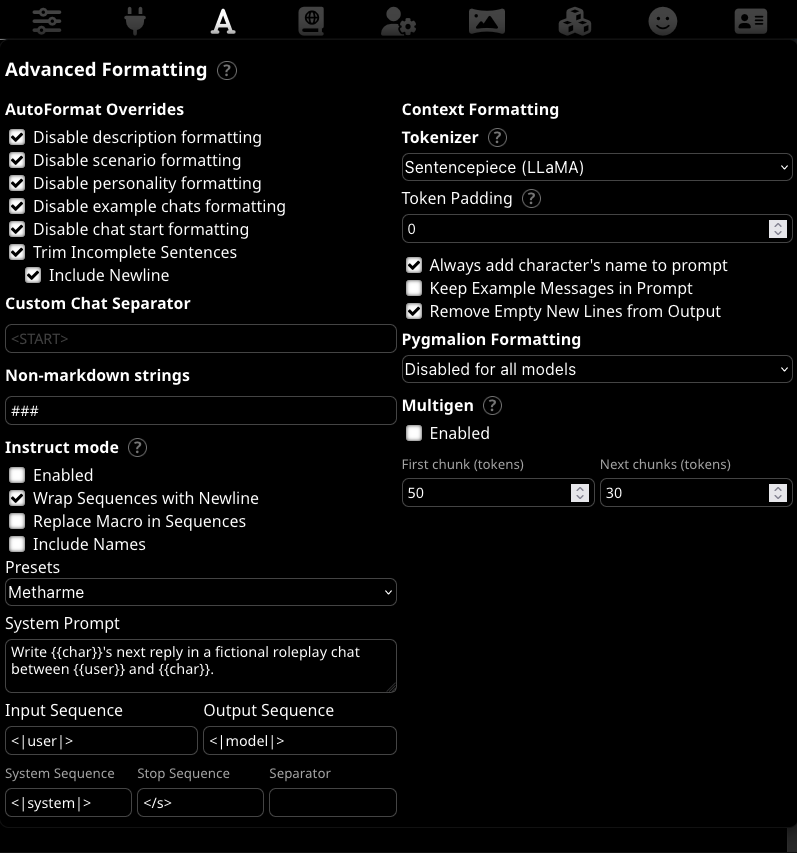 Advanced Formatting ?
AutoFormat Overrides
Disable description formatting
Disable scenario formatting
Disable personality formatting
Disable example chats formatting
Disable chat start formatting
Trim Incomplete Sentences
Include Newline
Custom Chat Separator
<START>
Non-markdown strings
###
Instruct mode ?
Enabled
Wrap Sequences with Newline
Replace Macro in Sequences
Include Names
Presets
Metharme
System Prompt
Write {{char}}'s next reply in a fictional roleplay chat
between {{user}} and {{char}}.
Input Sequence Output Sequence
<|user|> <|model|>
System Sequence Stop Sequence Separator
<|system|> </s>
Context Formatting
Tokenizer ?
Sentencepiece (LLaMA)
Token Padding ?
0
Always add character's name to prompt
Keep Example Messages in Prompt
Remove Empty New Lines from Output
Pygmalion Formatting
Disabled for all models
Multigen ?
Enabled
First chunk (tokens) Next chunks (tokens)
50 30